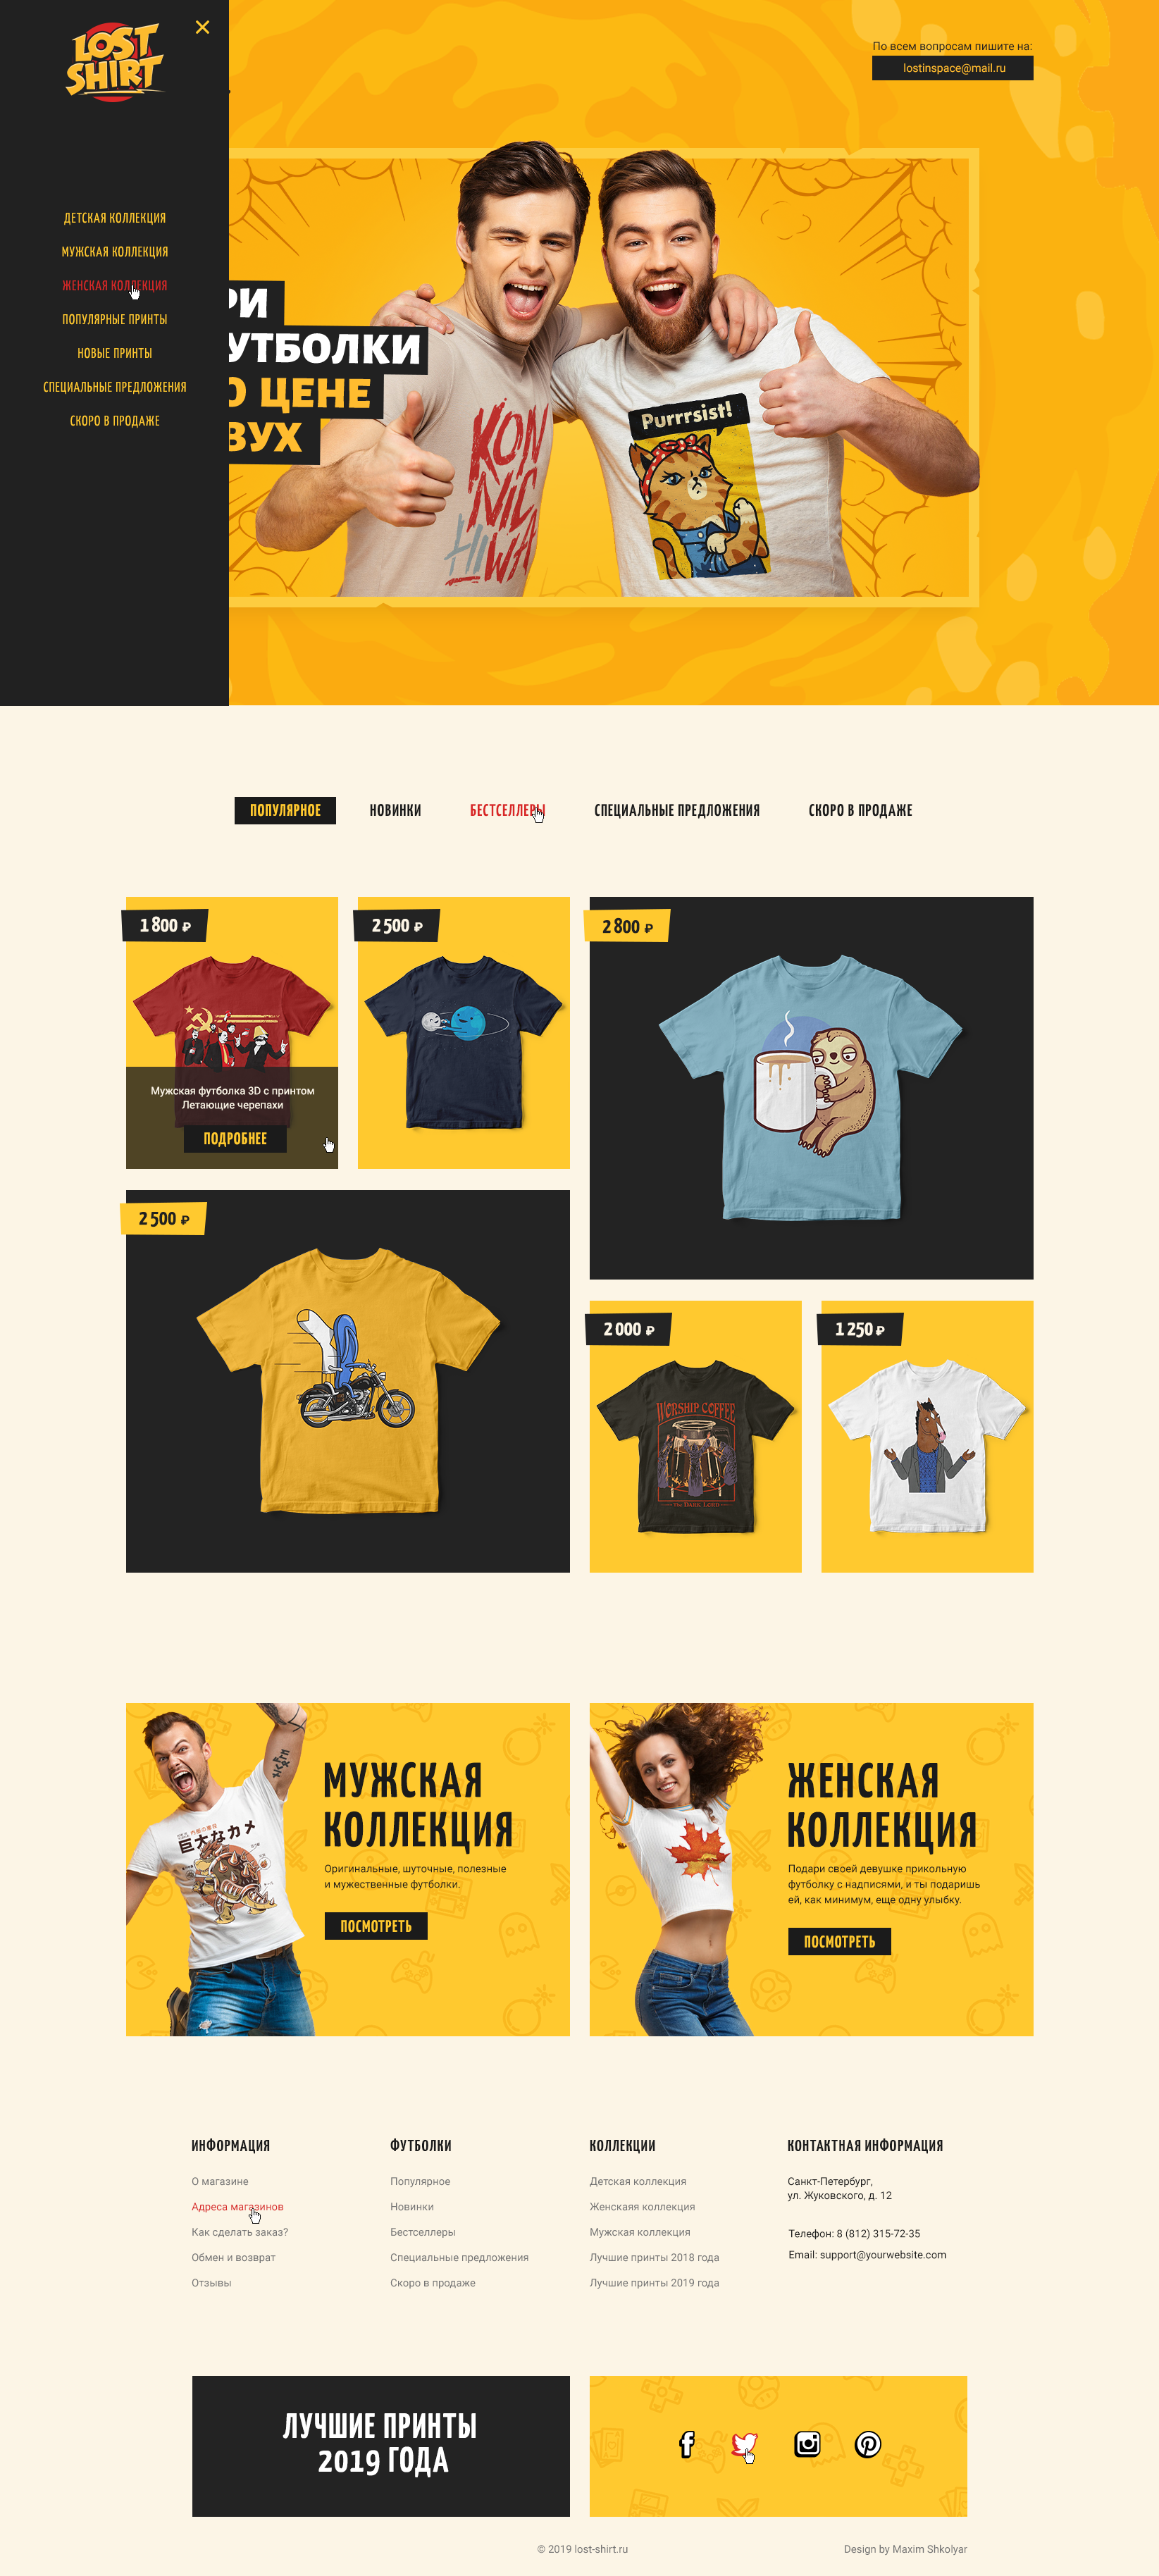 LOST
SHIRT
По всем вопросам пишите на:
lostinspace@mail.ru
ДЕТСКАЯ КОЛЛЕКЦИЯ
МУЖСКАЯ КОЛЛЕКЦИЯ
ЖЕНСКАЯ КОЛЛЕКЦИЯ
ПОПУЛЯРНЫЕ ПРИНТЫ
НОВЫЕ ПРИНТЫ
СПЕЦИАЛЬНЫЕ ПРЕДЛОЖЕНИЯ
СКОРО В ПРОДАЖЕ
РИ
УТБОЛКИ
О ЦЕНЕ
ВУХ
KON
NIC
HIWA
Purrrsist!
ПОПУЛЯРНОЕ
НОВИНКИ
БЕСТСЕЛЛЕРЫ
СПЕЦИАЛЬНЫЕ ПРЕДЛОЖЕНИЯ
СКОРО В ПРОДАЖЕ
1 800 ₽
2 500 ₽
2 800 ₽
Мужская футболка 3D с принтом
Летающие черепахи
ПОДРОБНЕЕ
2 500 ₽
2 000 ₽
1 250 ₽
WORSHIP COFFEE
The DARK LORD
МУЖСКАЯ
КОЛЛЕКЦИЯ
Оригинальные, шуточные, полезные
и мужественные футболки.
ПОСМОТРЕТЬ
巨大なカメ
ЖЕНСКАЯ
КОЛЛЕКЦИЯ
Подари своей девушке прикольную
футболку с надписями, и ты подаришь
ей, как минимум, еще одну улыбку.
ПОСМОТРЕТЬ
ИНФОРМАЦИЯ
О магазине
Адреса магазинов
Как сделать заказ?
Обмен и возврат
Отзывы
ФУТБОЛКИ
Популярное
Новинки
Бестселлеры
Специальные предложения
Скоро в продаже
КОЛЛЕКЦИИ
Детская коллекция
Женскаяя коллекция
Мужская коллекция
Лучшие принты 2018 года
Лучшие принты 2019 года
КОНТАКТНАЯ ИНФОРМАЦИЯ
Санкт-Петербург,
ул. Жуковского, д. 12
Телефон: 8 (812) 315-72-35
Email: support@yourwebsite.com
ЛУЧШИЕ ПРИНТЫ
2019 ГОДА
© 2019 lost-shirt.ru
Design by Maxim Shkolyar